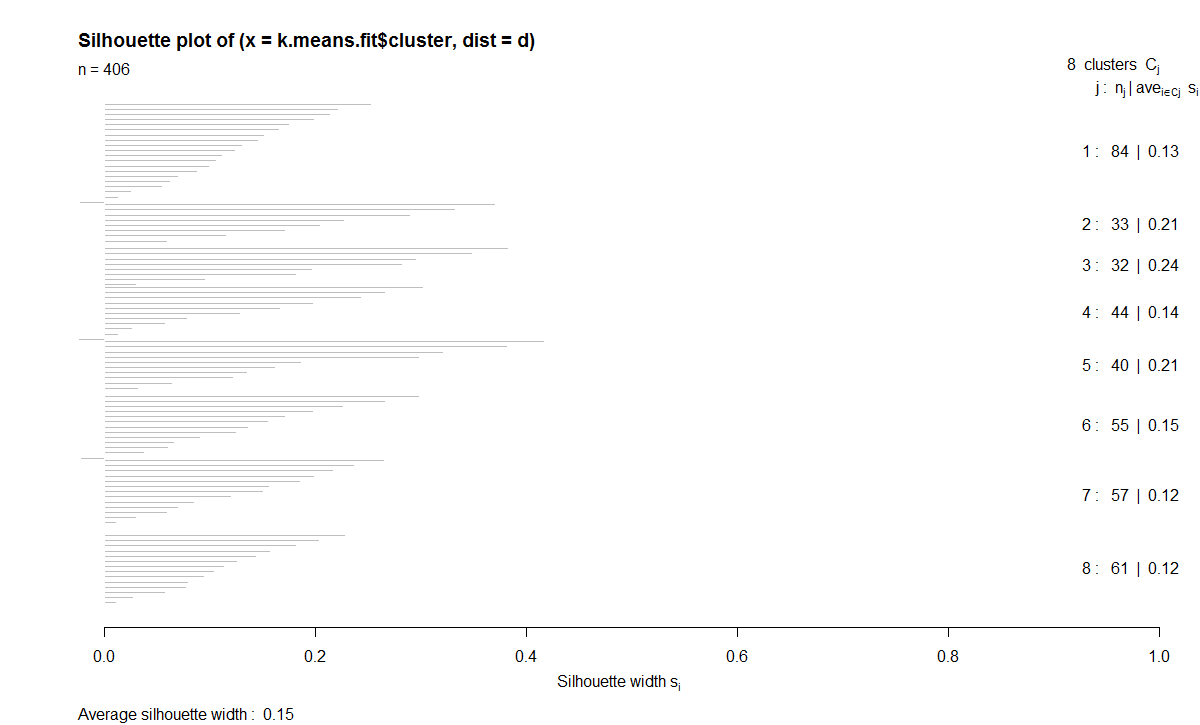 Silhouette plot of (x = k.means.fit$cluster, dist = d)
n = 406
8 clusters Cj
j : nj | avei∈Cj si
1 : 84 | 0.13
2 : 33 | 0.21
3 : 32 | 0.24
4 : 44 | 0.14
5 : 40 | 0.21
6 : 55 | 0.15
7 : 57 | 0.12
8 : 61 | 0.12
0.0 0.2 0.4 0.6 0.8 1.0
Silhouette width si
Average silhouette width : 0.15